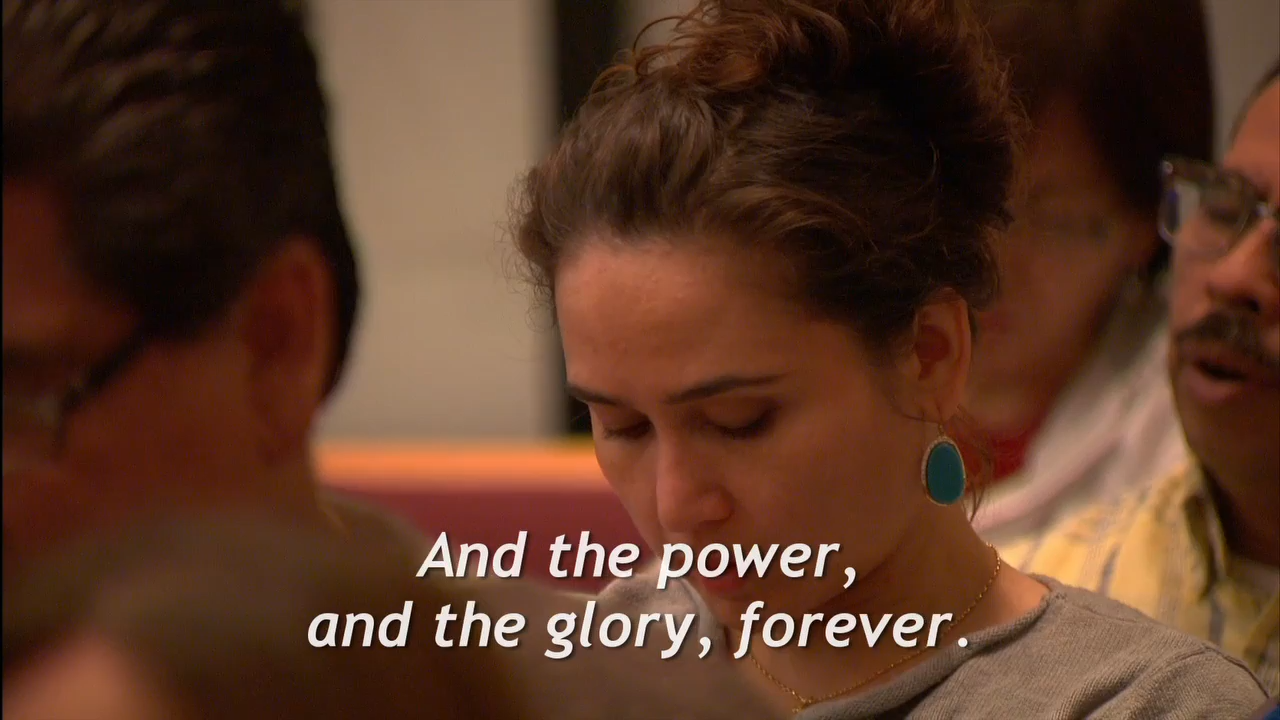 And the power,
and the glory, forever.